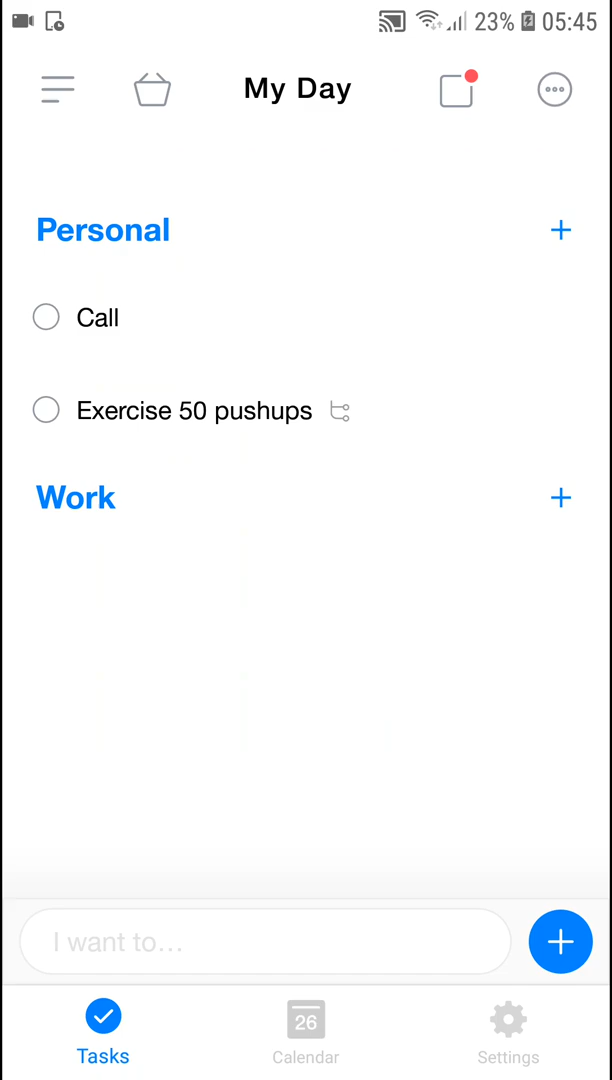 23% 05:45
My Day
Personal +
Call
Exercise 50 pushups
Work +
I want to...
26
Tasks Calendar Settings